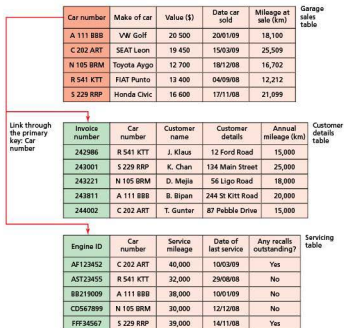 Car number Make of car Value ($) Date car sold Mileage at sale (km) Garage sales table
A 111 BBB VW Golf 20 500 20/01/09 18,100
C 202 ART SEAT Leon 19 450 15/03/09 25,509
N 105 BRM Toyota Aygo 12 700 18/12/08 16,702
R 541 KTT FIAT Punto 13 400 04/09/08 12,212
S 229 RRP Honda Civic 16 600 17/11/08 21,099
Link through the primary key: Car number
Invoice number Car number Customer name Customer details Annual mileage (km) Customer details table
242986 R 541 KTT J. Klaus 12 Ford Road 15,000
243001 S 229 RRP K. Chan 134 Main Street 25,000
243221 N 105 BRM D. Mejia 56 Ligo Road 18,000
243811 A 111 BBB B. Bipan 244 St Kitt Road 20,000
244002 C 202 ART T. Gunter 87 Pebble Drive 15,000
Engine ID Car number Service mileage Date of last service Any recalls outstanding? Servicing table
AF123452 C 202 ART 40,000 10/03/09 Yes
AST23455 R 541 KTT 32,000 29/08/08 No
BB219009 A 111 BBB 38,000 10/01/09 No
CD567899 N 105 BRM 30,000 12/12/08 No
FFF34567 S 229 RRP 39,000 14/11/08 Yes